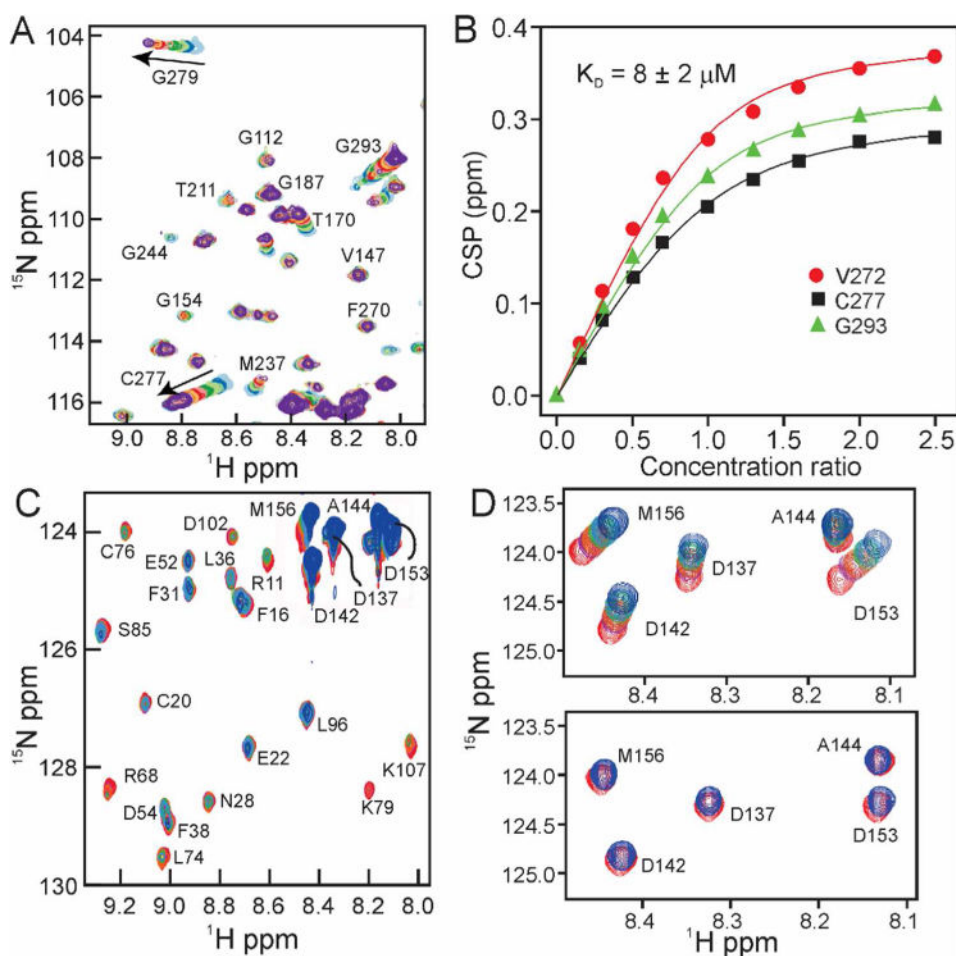 A
104
106
108
110
112
114
116
¹⁵N ppm
G279
G112
G293
T211
G187
T170
G244
V147
G154
F270
M237
C277
9.0
8.8
8.6
8.4
8.2
8.0
¹H ppm
B
0.4
0.3
0.2
0.1
0.0
CSP (ppm)
K_D = 8 ± 2 μM
V272
C277
G293
0.0
0.5
1.0
1.5
2.0
2.5
Concentration ratio
C
124
126
128
130
¹⁵N ppm
M156
A144
D102
C76
E52
L36
D153
R11
D137
F31
F16
D142
S85
C20
L96
E22
K107
R68
N28
K79
D54
F38
L74
9.2
9.0
8.8
8.6
8.4
8.2
8.0
¹H ppm
D
123.5
124.0
124.5
125.0
M156
A144
D137
D153
D142
8.4
8.3
8.2
8.1
¹⁵N ppm
123.5
124.0
124.5
125.0
M156
A144
D137
D153
D142
8.4
8.3
8.2
8.1
¹H ppm